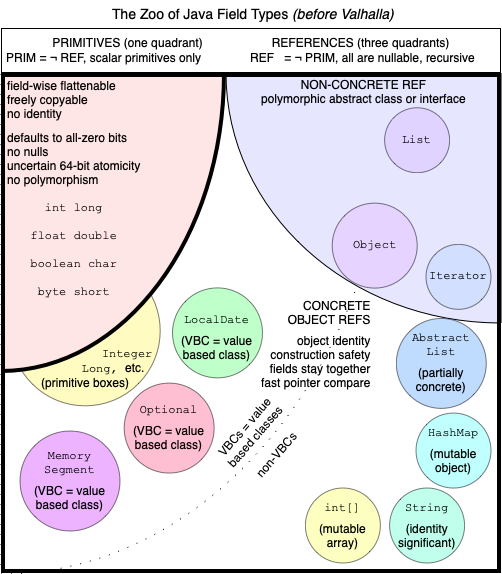 The Zoo of Java Field Types (before Valhalla)
PRIMITIVES (one quadrant)
PRIM = ¬ REF, scalar primitives only
REFERENCES (three quadrants)
REF = ¬ PRIM, all are nullable, recursive
field-wise flattenable
freely copyable
no identity
defaults to all-zero bits
no nulls
uncertain 64-bit atomicity
no polymorphism
int long
float double
boolean char
byte short
NON-CONCRETE REF
polymorphic abstract class or interface
List
Object
Iterator
CONCRETE
OBJECT REFS
object identity
construction safety
fields stay together
fast pointer compare
Integer
Long, etc.
(primitive boxes)
LocalDate
(VBC = value
based class)
Optional
(VBC = value
based class)
Memory
Segment
(VBC = value
based class)
VBCs = value
based classes
non-VBCs
Abstract
List
(partially
concrete)
HashMap
(mutable
object)
int[]
(mutable
array)
String
(identity
significant)